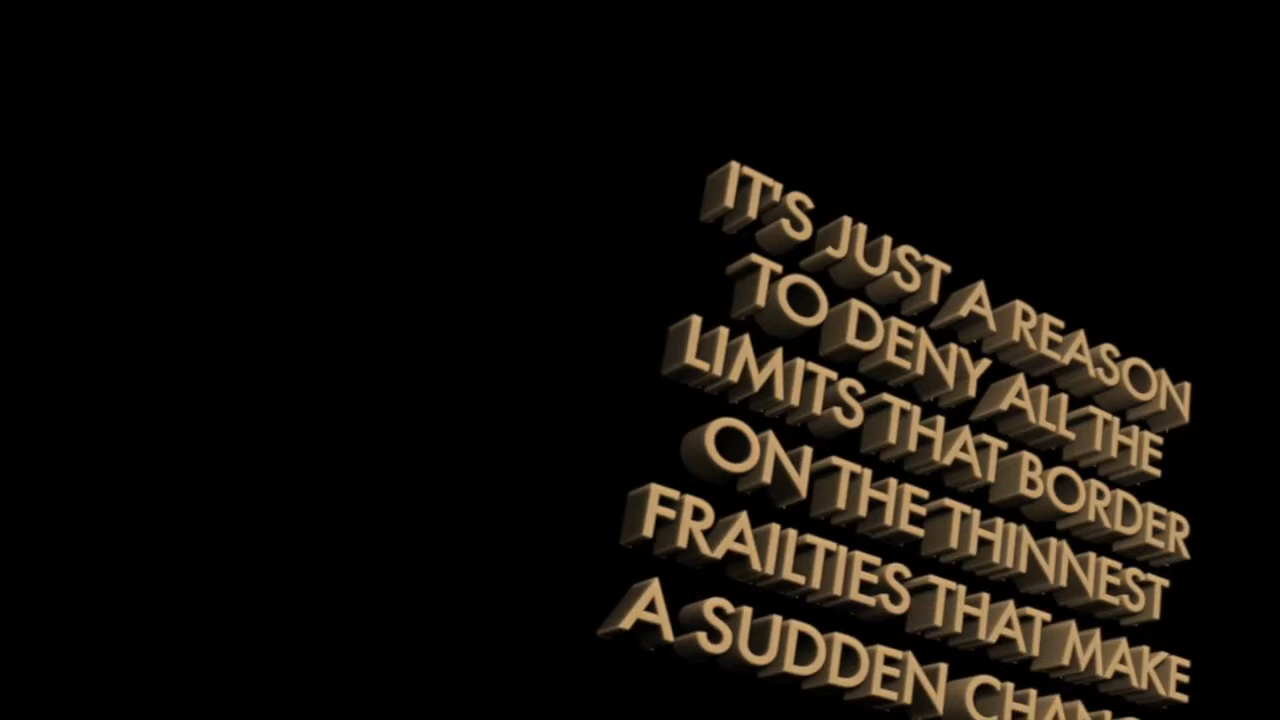 IT'S JUST A REASON
TO DENY ALL THE
LIMITS THAT BORDER
ON THE THINNEST
FRAILTIES THAT MAKE
A SUDDEN